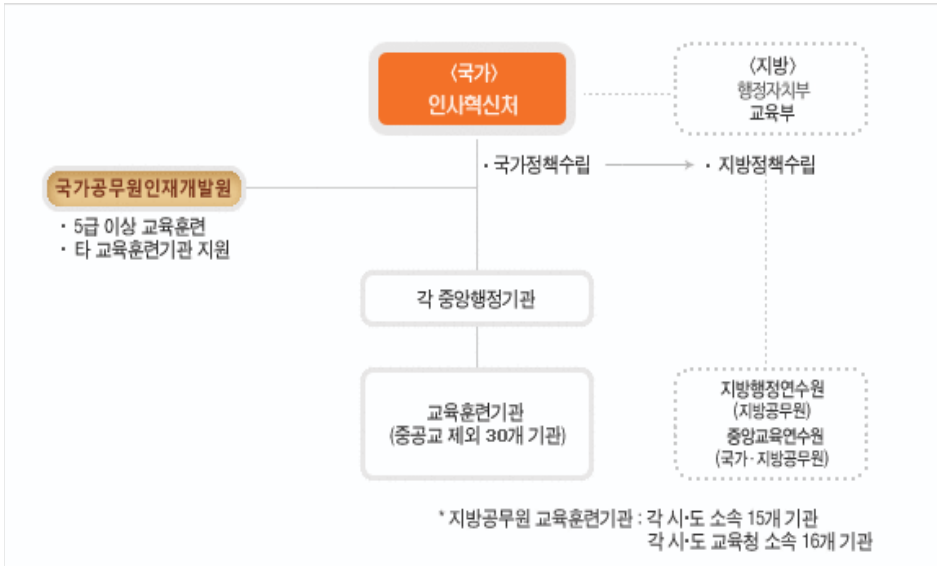 〈국가〉
인사혁신처
〈지방〉
행정자치부
교육부
· 국가정책수립
· 지방정책수립
국가공무원인재개발원
· 5급 이상 교육훈련
· 타 교육훈련기관 지원
각 중앙행정기관
교육훈련기관
(중공교 제외 30개 기관)
지방행정연수원
(지방공무원)
중앙교육연수원
(국가·지방공무원)
* 지방공무원 교육훈련기관 : 각 시·도 소속 15개 기관
각 시·도 교육청 소속 16개 기관